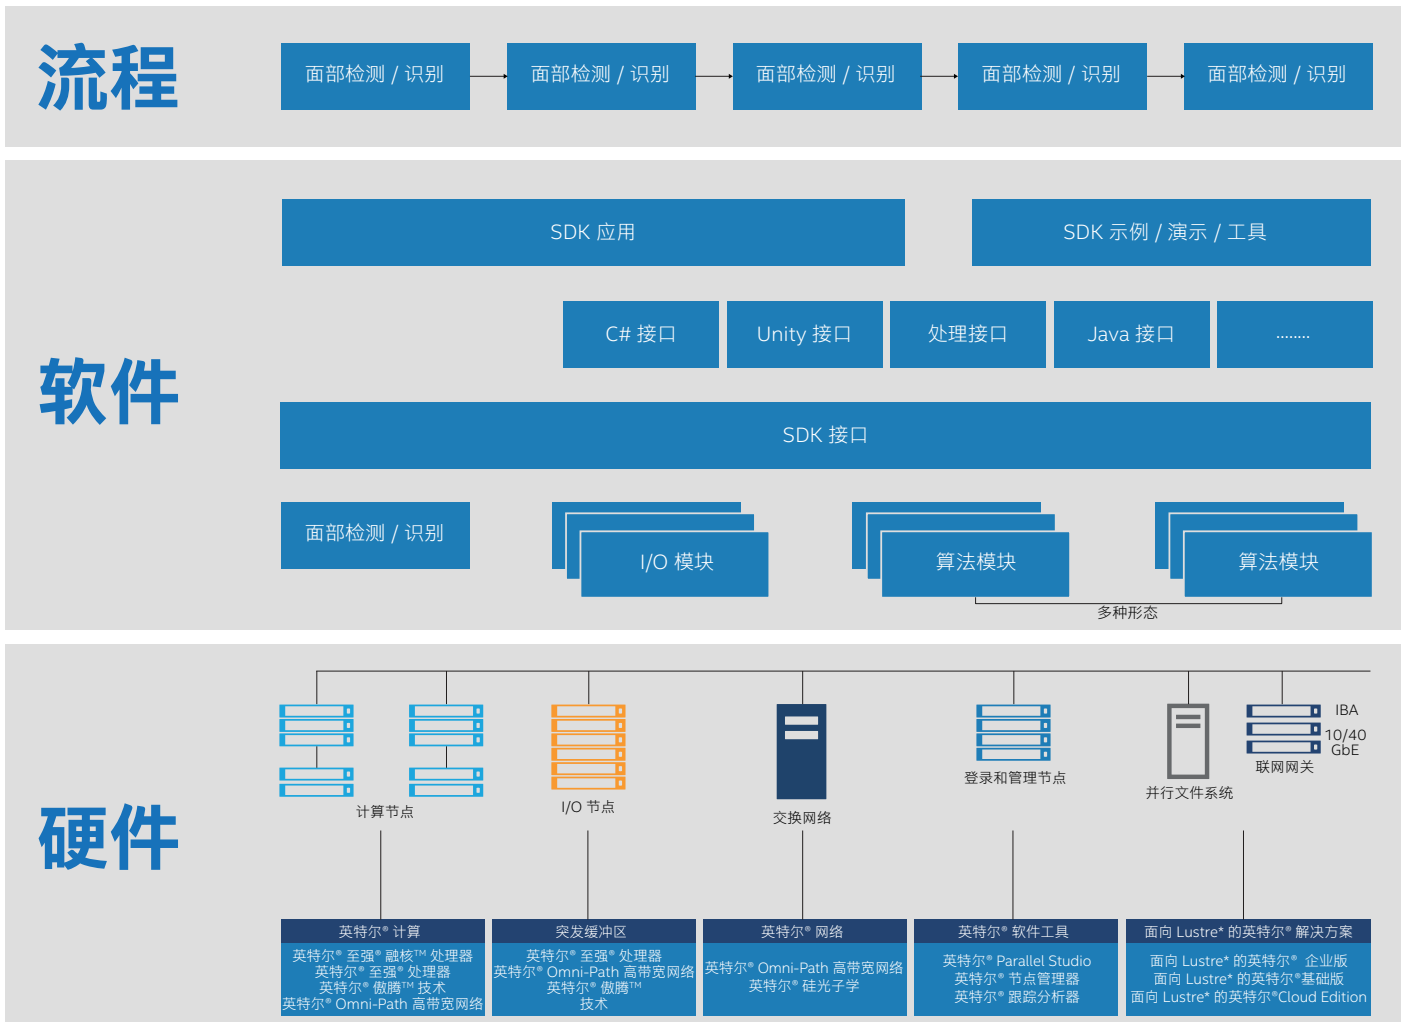 流程
面部检测 / 识别
面部检测 / 识别
面部检测 / 识别
面部检测 / 识别
面部检测 / 识别
软件
SDK 应用
SDK 示例 / 演示 / 工具
C# 接口
Unity 接口
处理接口
Java 接口
........
SDK 接口
面部检测 / 识别
I/O 模块
算法模块
算法模块
多种形态
硬件
计算节点
I/O 节点
交换网络
登录和管理节点
并行文件系统
IBA
10/40
GbE
联网网关
英特尔® 计算
英特尔® 至强® 融核™ 处理器
英特尔® 至强® 处理器
英特尔® 傲腾™ 技术
英特尔® Omni-Path 高带宽网络
突发缓冲区
英特尔® 至强® 处理器
英特尔® Omni-Path 高带宽网络
英特尔® 傲腾™
技术
英特尔® 网络
英特尔® Omni-Path 高带宽网络
英特尔® 硅光子学
英特尔® 软件工具
英特尔® Parallel Studio
英特尔® 节点管理器
英特尔® 跟踪分析器
面向 Lustre* 的英特尔® 解决方案
面向 Lustre* 的英特尔® 企业版
面向 Lustre* 的英特尔®基础版
面向 Lustre* 的英特尔®Cloud Edition